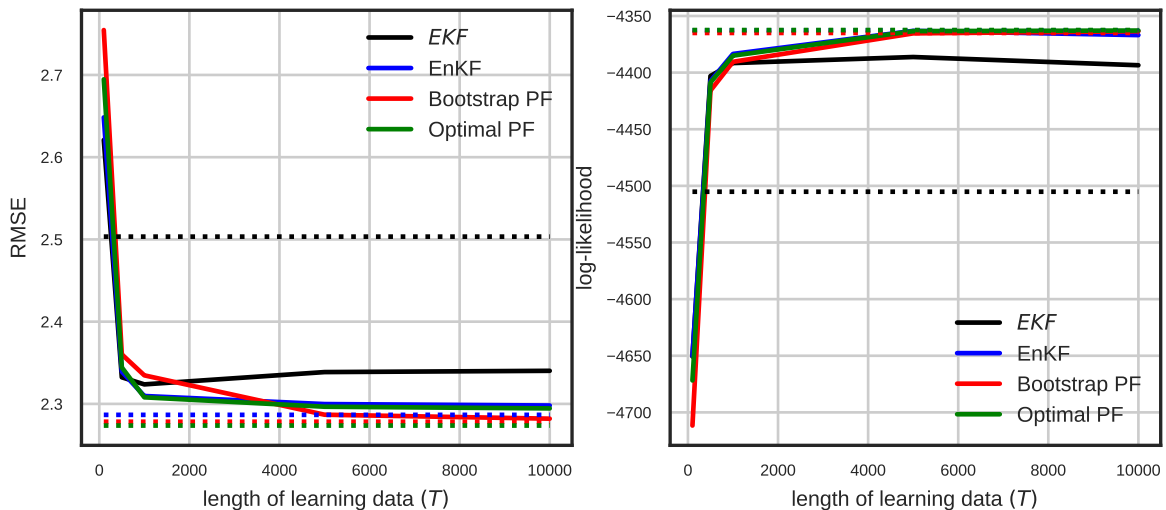 2.7
2.6
2.5
2.4
2.3
RMSE
EKF
EnKF
Bootstrap PF
Optimal PF
0 2000 4000 6000 8000 10000
length of learning data (T)
−4350
−4400
−4450
−4500
−4550
−4600
−4650
−4700
log-likelihood
EKF
EnKF
Bootstrap PF
Optimal PF
0 2000 4000 6000 8000 10000
length of learning data (T)